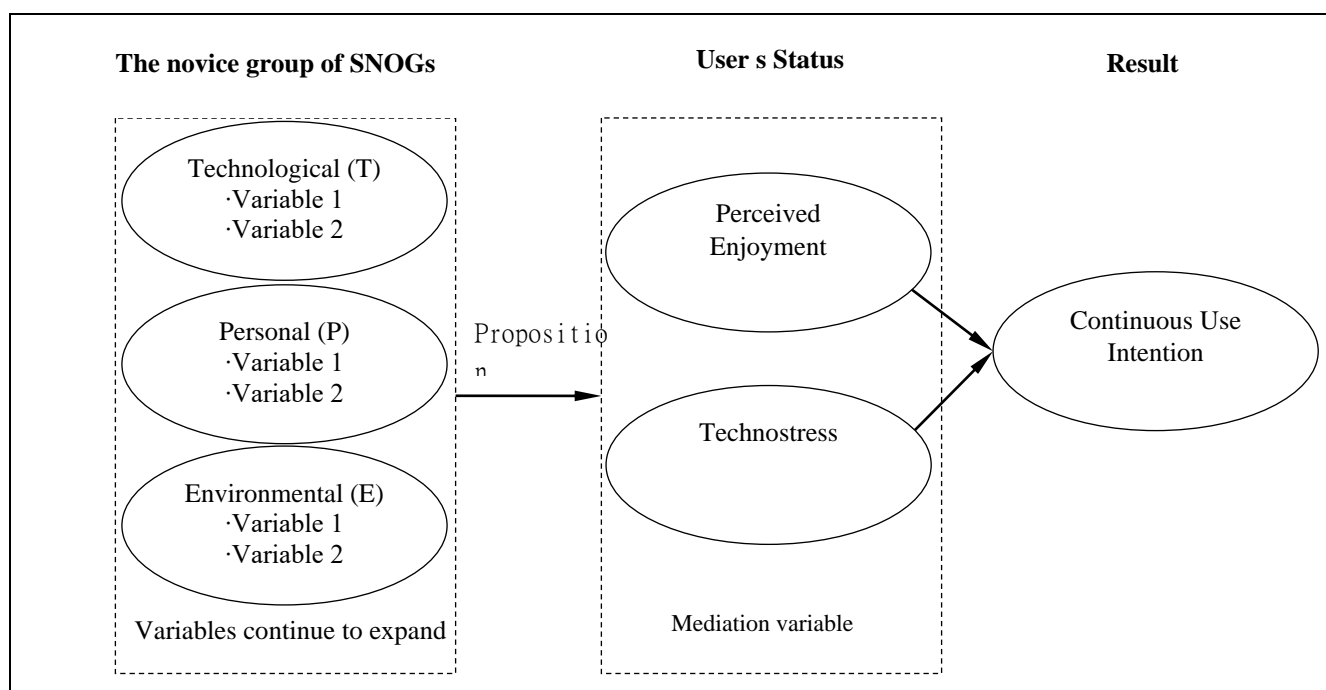 The novice group of SNOGs
User s Status
Result
Technological (T)
·Variable 1
·Variable 2
Personal (P)
·Variable 1
·Variable 2
Environmental (E)
·Variable 1
·Variable 2
Variables continue to expand
Propositio
n
Perceived
Enjoyment
Technostress
Mediation variable
Continuous Use
Intention